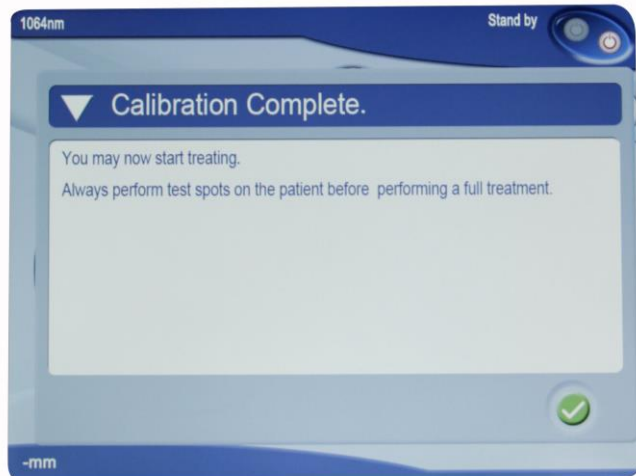 1064nm
Stand by
Calibration Complete.
You may now start treating.
Always perform test spots on the patient before performing a full treatment.
-mm